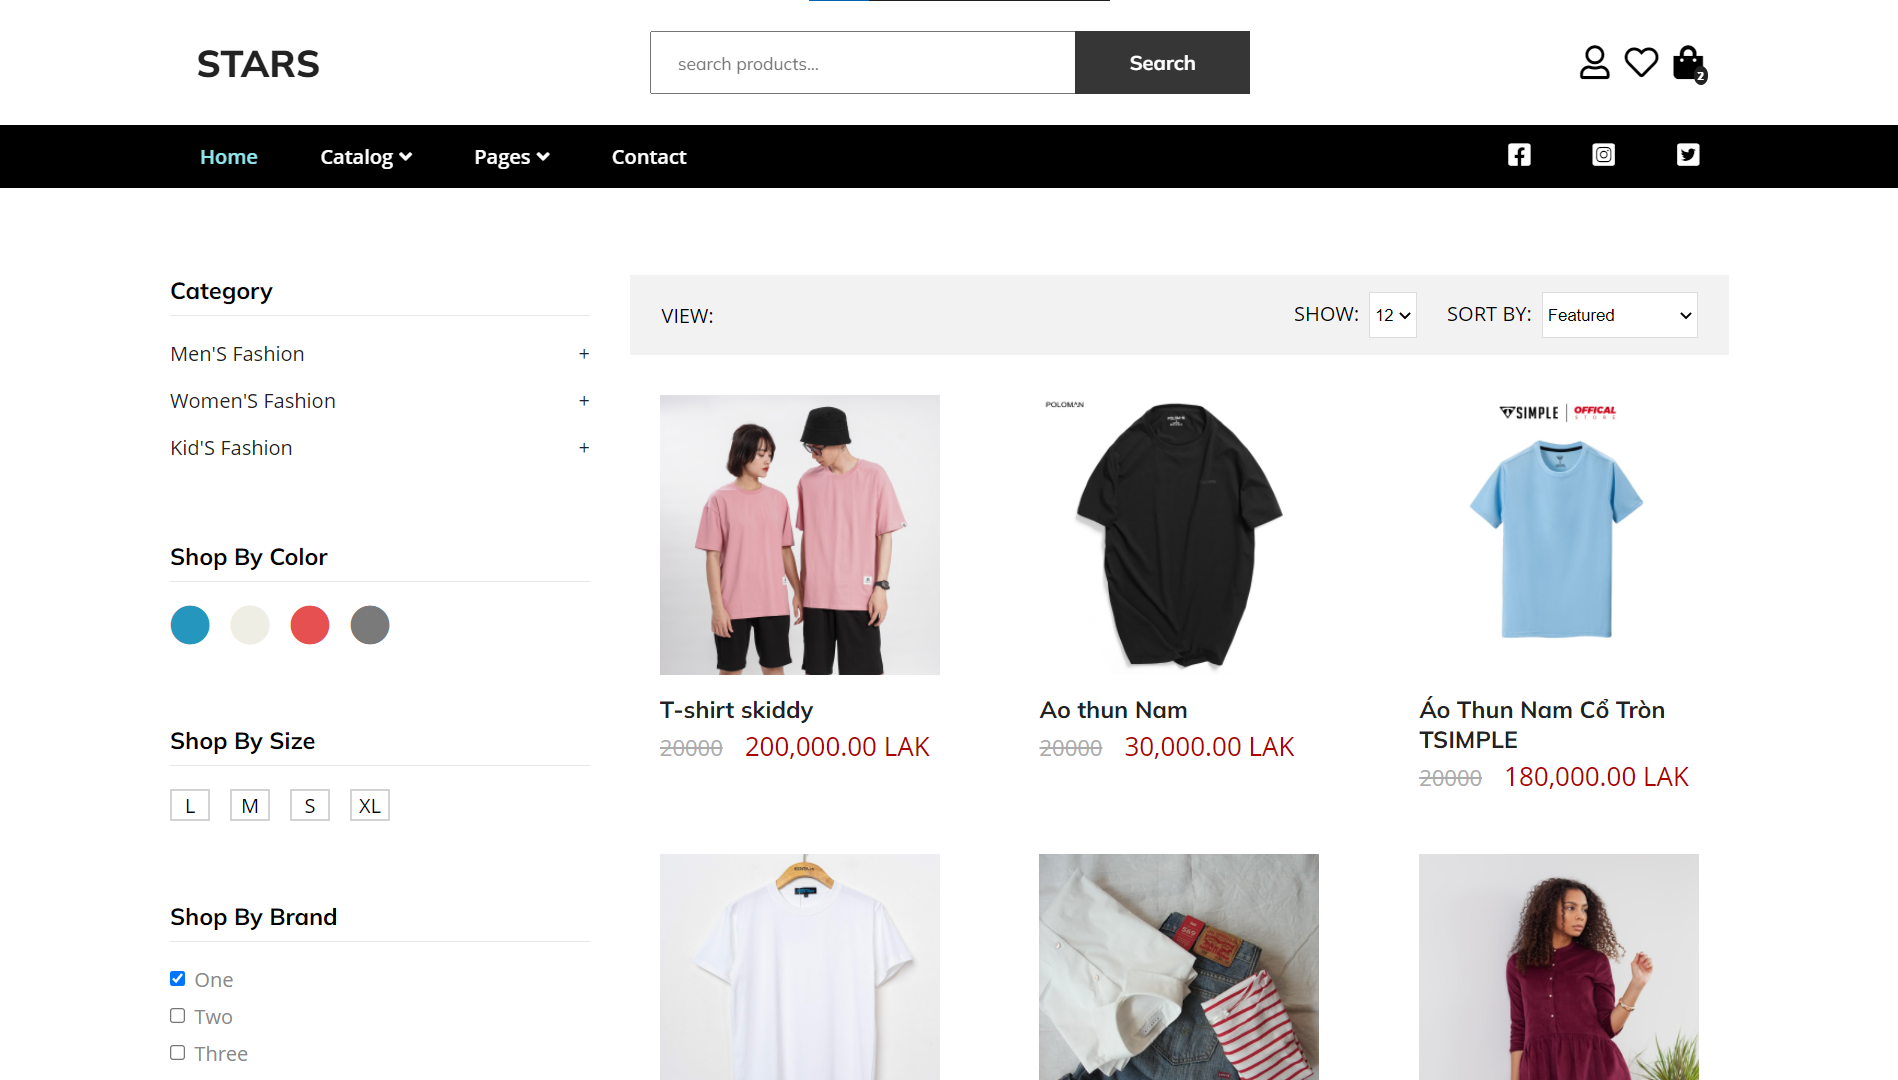 STARS
search products...
Search
2
Home
Catalog
Pages
Contact
Category
Men'S Fashion +
Women'S Fashion +
Kid'S Fashion +
Shop By Color
Shop By Size
L M S XL
Shop By Brand
One
Two
Three
VIEW:
SHOW: 12
SORT BY: Featured
T-shirt skiddy
20000 200,000.00 LAK
POLOMAN
Ao thun Nam
20000 30,000.00 LAK
TSIMPLE OFFICAL
STORE
Áo Thun Nam Cổ Tròn
TSIMPLE
20000 180,000.00 LAK
569